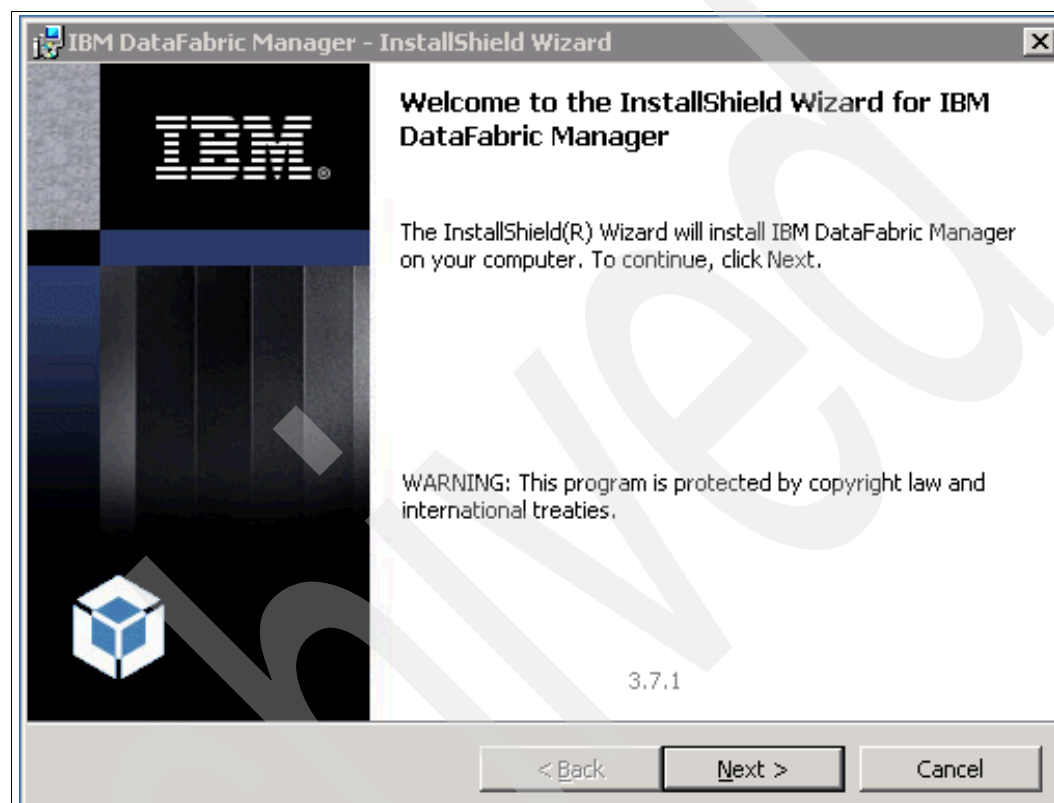 IBM DataFabric Manager - InstallShield Wizard
IBM®
Welcome to the InstallShield Wizard for IBM
DataFabric Manager
The InstallShield(R) Wizard will install IBM DataFabric Manager
on your computer. To continue, click Next.
WARNING: This program is protected by copyright law and
international treaties.
3.7.1
< Back
Next >
Cancel
hived